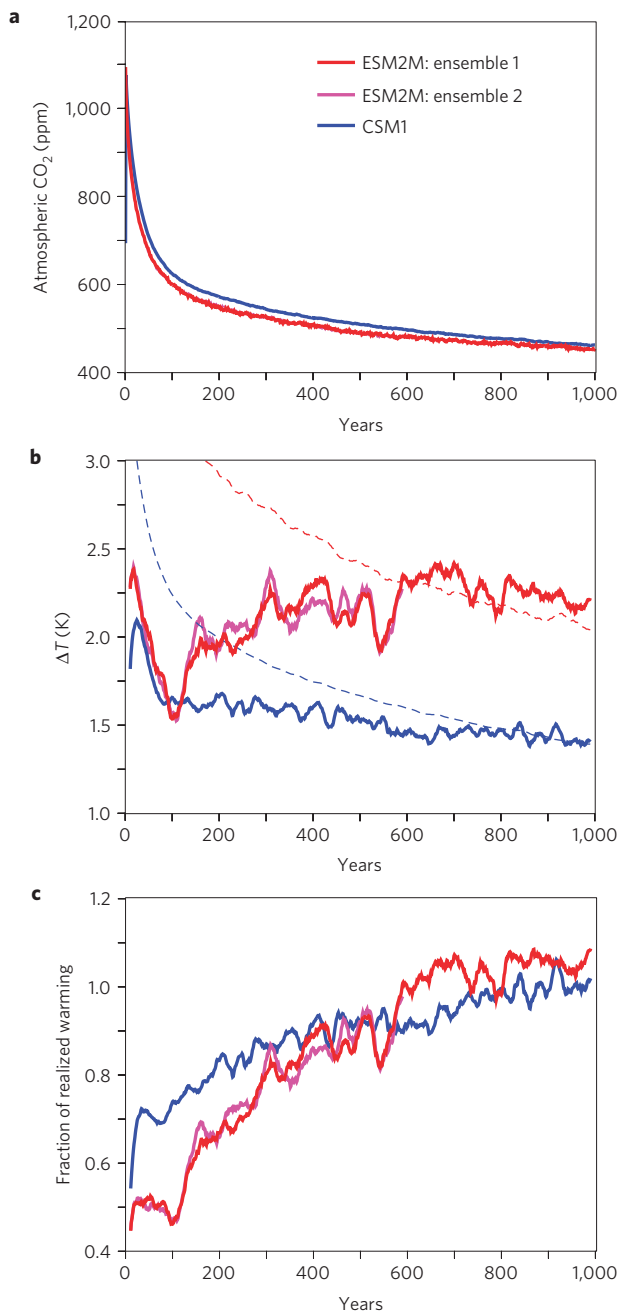 a
1,200
1,000
800
600
400
Atmospheric CO₂ (ppm)
ESM2M: ensemble 1
ESM2M: ensemble 2
CSM1
0 200 400 600 800 1,000
Years
b
3.0
2.5
2.0
1.5
1.0
ΔT (K)
0 200 400 600 800 1,000
Years
c
1.2
1.0
0.8
0.6
0.4
Fraction of realized warming
0 200 400 600 800 1,000
Years